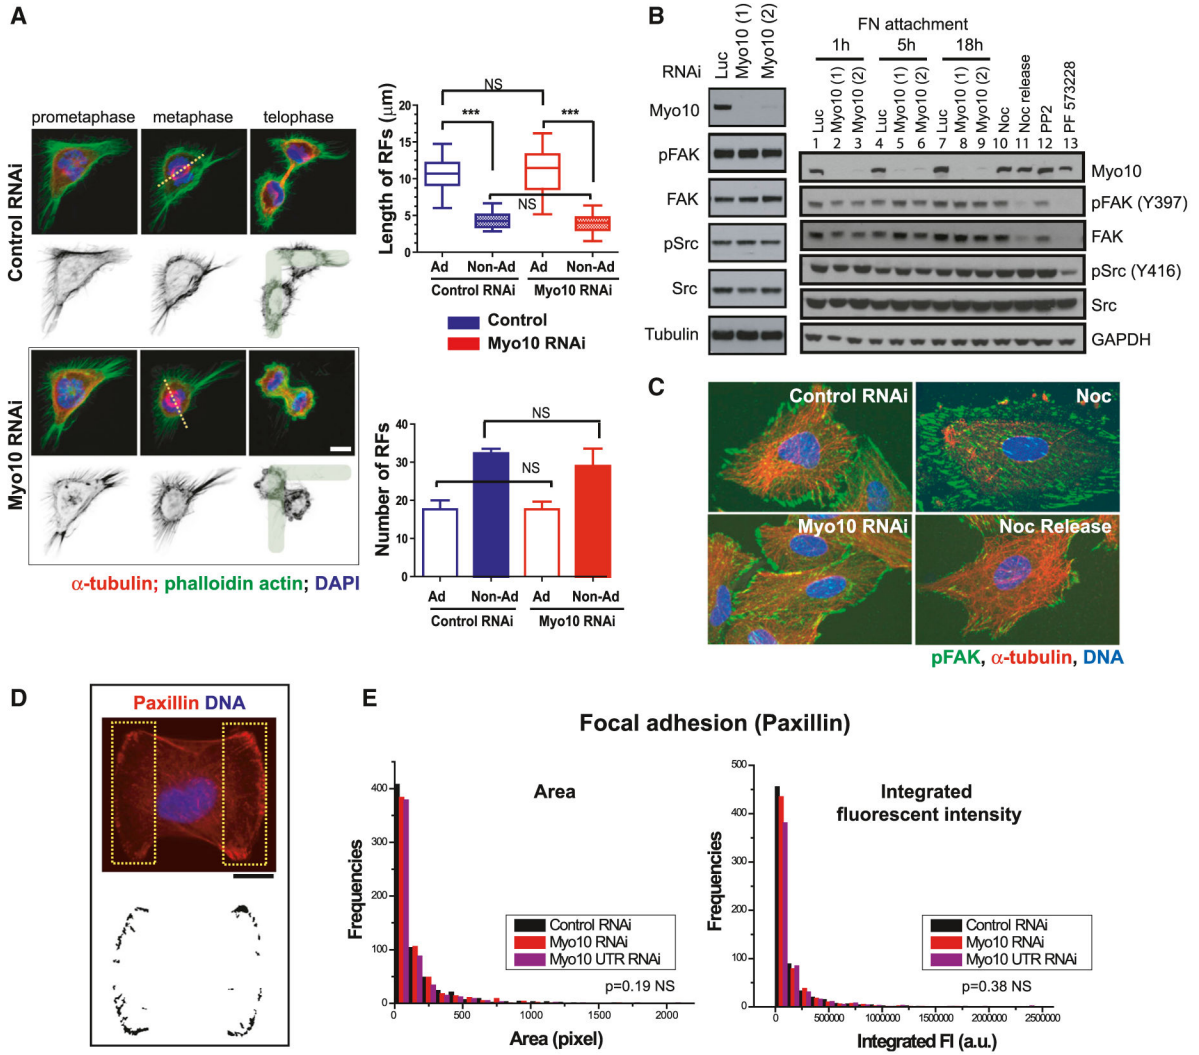 A
prometaphase metaphase telophase
Control RNAi
Myo10 RNAi
α-tubulin; phalloidin actin; DAPI
Length of RFs (μm)
20
15
10
5
0
NS
*** ***
NS
Ad Non-Ad Ad Non-Ad
Control RNAi Myo10 RNAi
Control
Myo10 RNAi
Number of RFs
40
30
20
10
0
NS
NS
Ad Non-Ad Ad Non-Ad
Control RNAi Myo10 RNAi
B
RNAi
Luc
Myo10 (1)
Myo10 (2)
Myo10
pFAK
FAK
pSrc
Src
Tubulin
FN attachment
1h 5h 18h
Luc
Myo10 (1)
Myo10 (2)
Luc
Myo10 (1)
Myo10 (2)
Luc
Myo10 (1)
Myo10 (2)
Noc
Noc release
PP2
PF 573228
1 2 3 4 5 6 7 8 9 10 11 12 13
Myo10
pFAK (Y397)
FAK
pSrc (Y416)
Src
GAPDH
C
Control RNAi
Noc
Myo10 RNAi
Noc Release
pFAK, α-tubulin, DNA
D
Paxillin DNA
E
Focal adhesion (Paxillin)
Area
Frequencies
400
300
200
100
0
0 500 1000 1500 2000
Area (pixel)
Control RNAi
Myo10 RNAi
Myo10 UTR RNAi
p=0.19 NS
Integrated
fluorescent intensity
Frequencies
500
400
300
200
100
0
0 500000 1000000 1500000 2000000 2500000
Integrated FI (a.u.)
Control RNAi
Myo10 RNAi
Myo10 UTR RNAi
p=0.38 NS